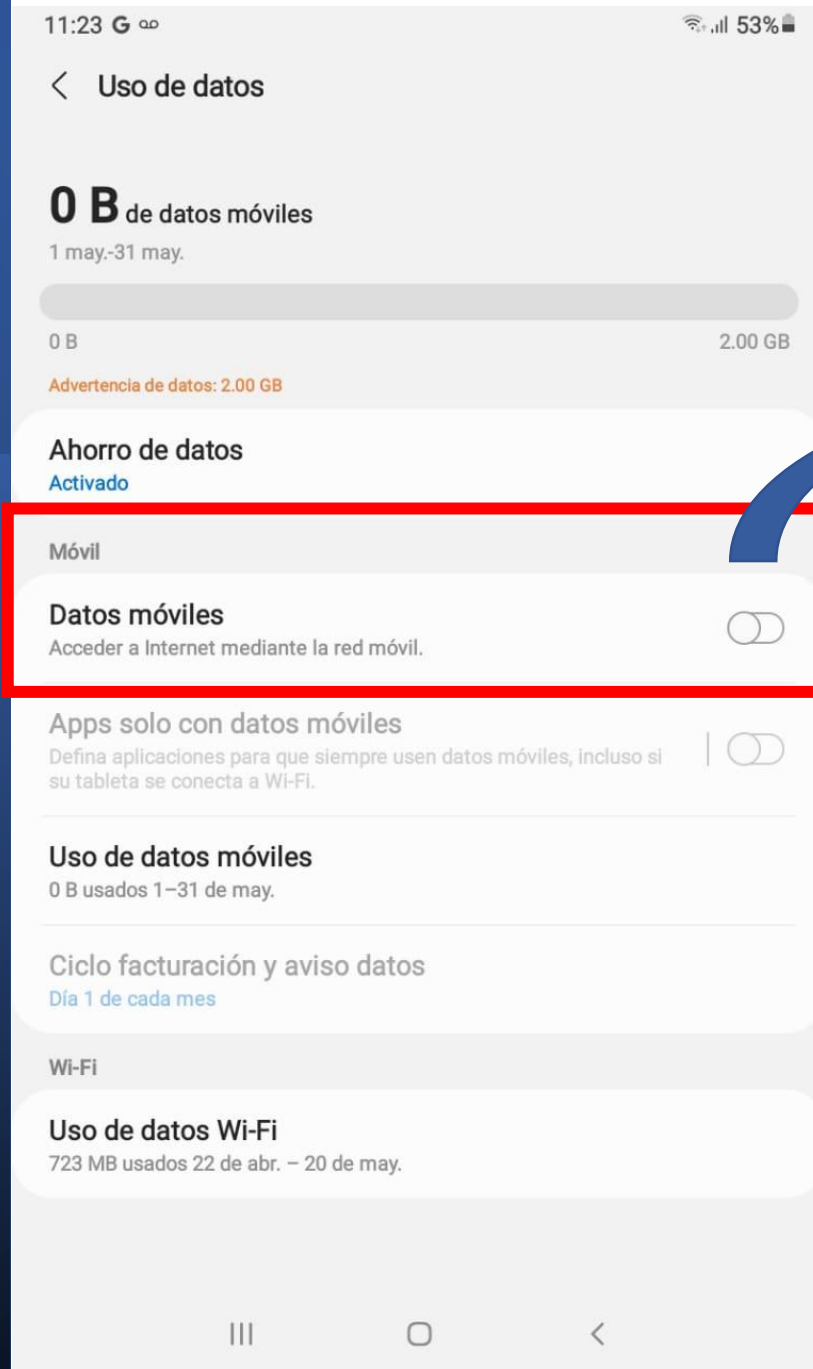 11:23 G 53%
Uso de datos
0 B de datos móviles
1 may.-31 may.
0 B 2.00 GB
Advertencia de datos: 2.00 GB
Ahorro de datos
Activado
Móvil
Datos móviles
Acceder a Internet mediante la red móvil.
Apps solo con datos móviles
Defina aplicaciones para que siempre usen datos móviles, incluso si
su tableta se conecta a Wi-Fi.
Uso de datos móviles
0 B usados 1–31 de may.
Ciclo facturación y aviso datos
Día 1 de cada mes
Wi-Fi
Uso de datos Wi-Fi
723 MB usados 22 de abr. – 20 de may.